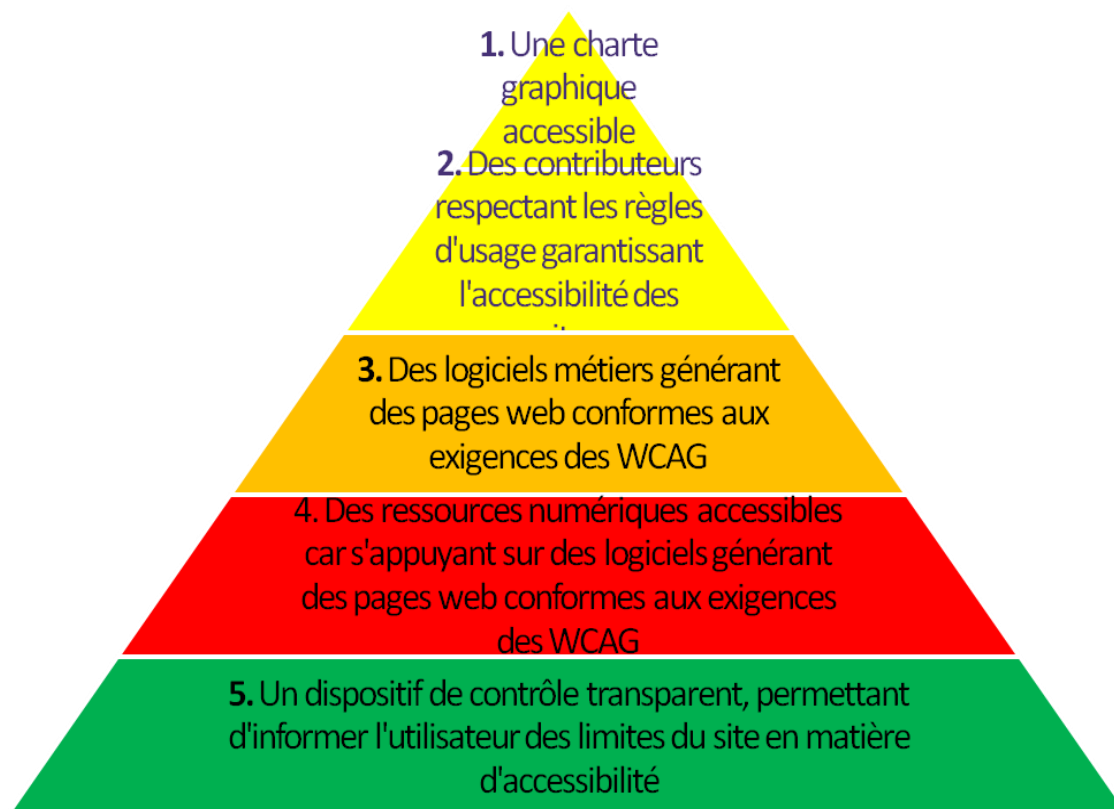 1. Une charte
graphique
accessible
2. Des contributeurs
respectant les règles
d'usage garantissant
l'accessibilité des
3. Des logiciels métiers générant
des pages web conformes aux
exigences des WCAG
4. Des ressources numériques accessibles
car s'appuyant sur des logiciels générant
des pages web conformes aux exigences
des WCAG
5. Un dispositif de contrôle transparent, permettant
d'informer l'utilisateur des limites du site en matière
d'accessibilité